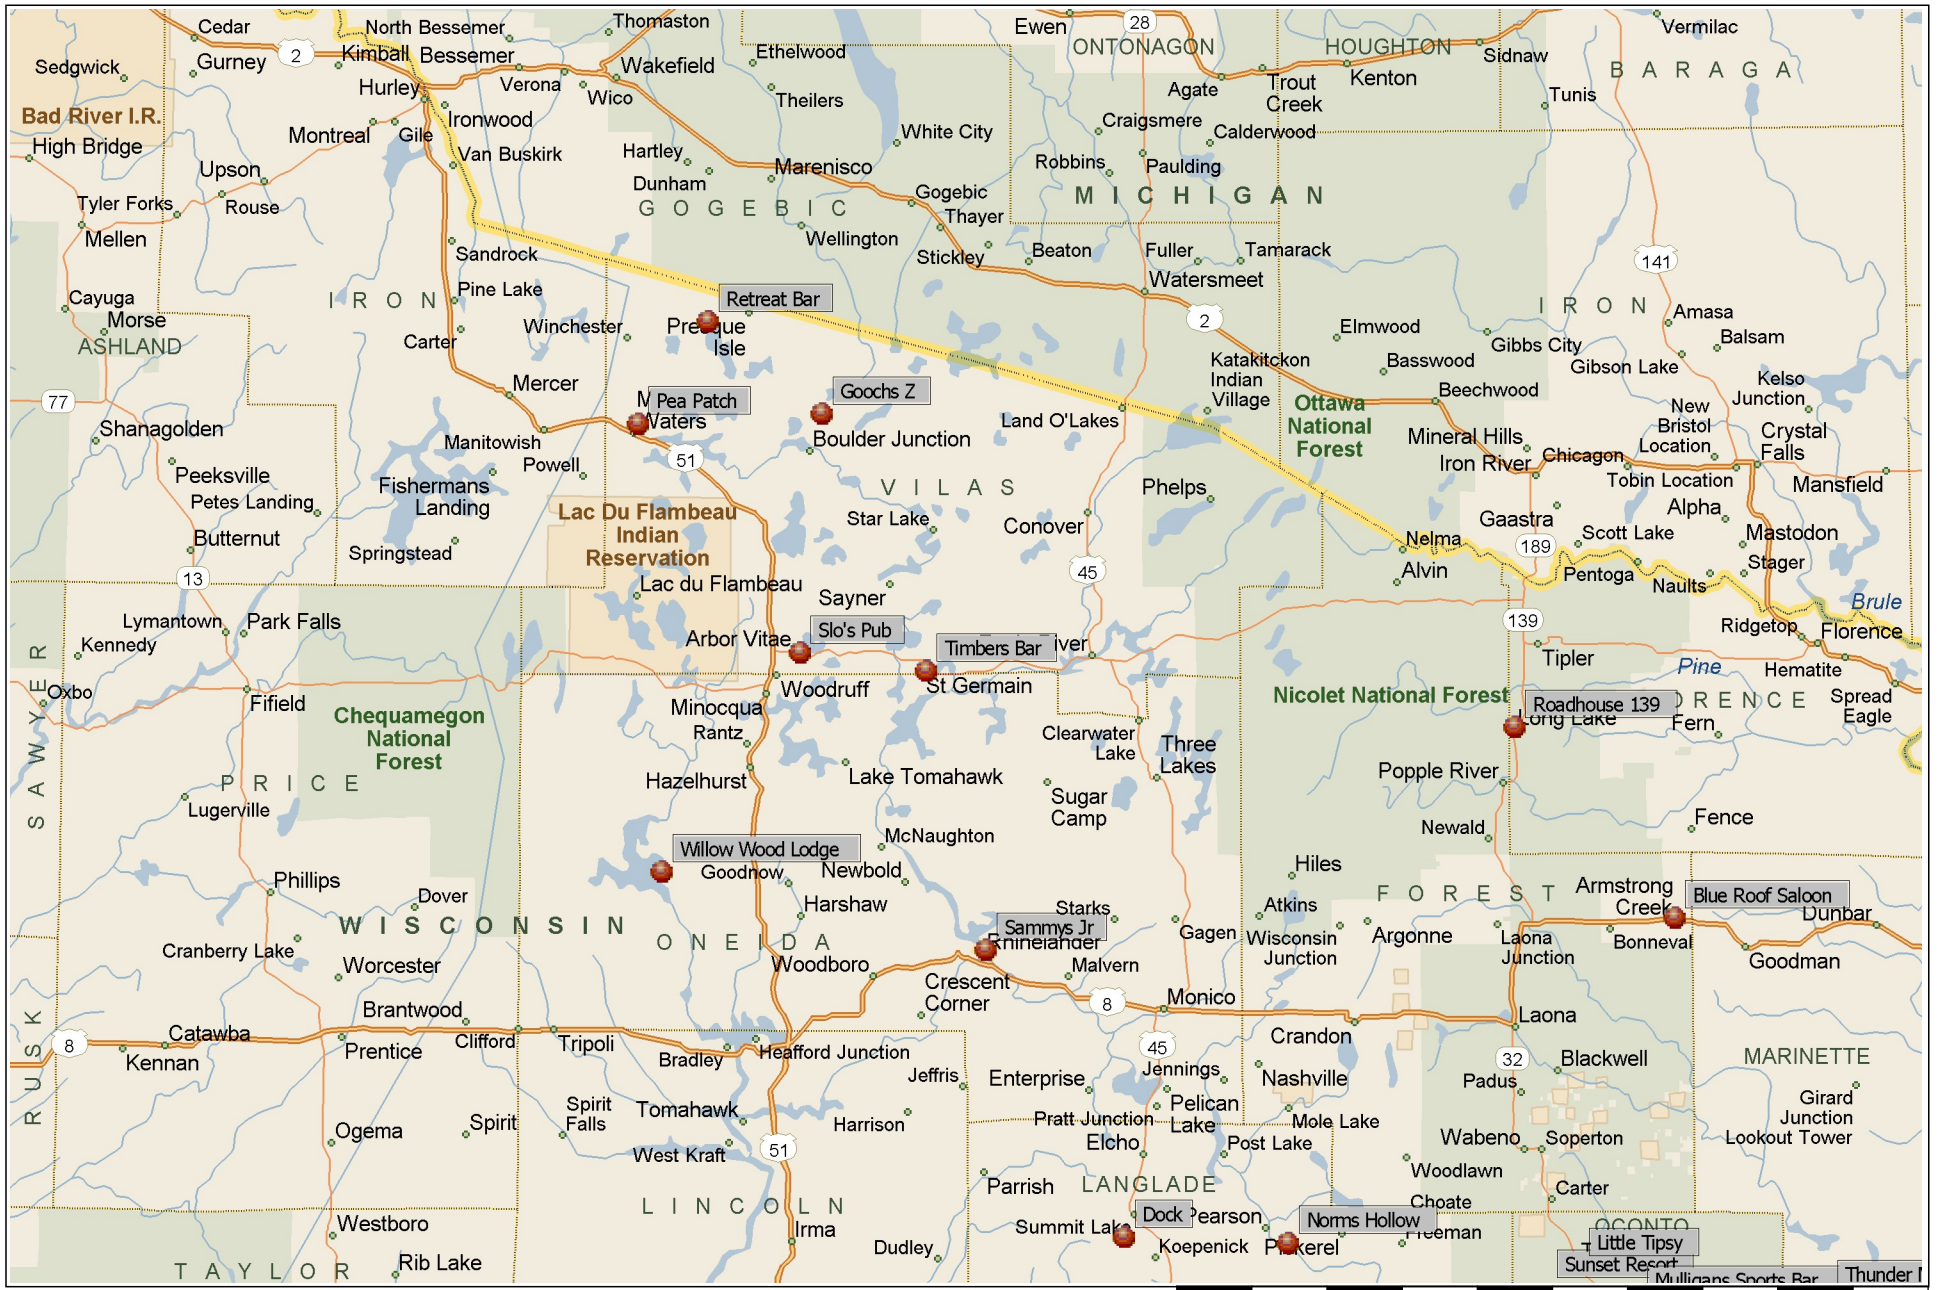 Cedar
North Bessemer
Thomaston
Ewen
28
Vermilac
2
Kimball
Bessemer
Ethelwood
ONTONAGON
HOUGHTON
Sidnaw
Sedgwick
Gurney
Wakefield
BARAGA
Hurley
Verona
Wico
Theilers
Agate
Trout
Creek
Kenton
Tunis
Bad River I.R.
Ironwood
Montreal
Gile
White City
Craigsmere
Calderwood
High Bridge
Van Buskirk
Hartley
Marenisco
Robbins
Paulding
Upson
Dunham
Gogebic
MICHIGAN
Tyler Forks
Rouse
GOGEBIC
Thayer
Mellen
Wellington
Sandrock
Stickley
Beaton
Fuller
Tamarack
141
Watersmeet
Pine Lake
Cayuga
IRON
Retreat Bar
IRON
Morse
Winchester
Presque
Isle
2
Elmwood
Amasa
ASHLAND
Carter
Gibbs City
Balsam
Katakitckon
Indian
Village
Basswood
Gibson Lake
Mercer
Goochs Z
Beechwood
Kelso
Junction
77
Pea Patch
Waters
Land O'Lakes
Ottawa
National
Forest
New
Bristol
Location
Shanagolden
Manitowish
Boulder Junction
Mineral Hills
Crystal
Falls
Powell
51
Iron River
Chicagon
Peeksville
Tobin Location
Mansfield
Petes Landing
Fishermans
Landing
VILAS
Phelps
Alpha
Lac Du Flambeau
Indian
Reservation
Star Lake
Conover
Gaastra
Butternut
Springstead
Nelma
189
Scott Lake
Mastodon
13
Lac du Flambeau
45
Alvin
Pentoga
Stager
Naults
Sayner
Brule
Lymantown
Park Falls
Arbor Vitae
Slo's Pub
139
Ridgetop
Florence
Kennedy
Timbers Bar
Tipler
Pine
Hematite
SAWYER
Oxbo
Woodruff
St Germain
Nicolet National Forest
Spread
Eagle
Fifield
Minocqua
Roadhouse 139
Long Lake
Fern
Chequamegon
National
Forest
Rantz
Clearwater
Lake
Three
Lakes
PRICE
Hazelhurst
Lake Tomahawk
Popple River
Lugerville
Sugar
Camp
Newald
Fence
Willow Wood Lodge
McNaughton
Goodnow
Newbold
Hiles
Phillips
Dover
FOREST
Armstrong
Creek
Blue Roof Saloon
Harshaw
Starks
Atkins
Dunbar
WISCONSIN
ONEIDA
Sammys Jr
Rhinelander
Gagen
Wisconsin
Junction
Argonne
Laona
Junction
Bonneval
Cranberry Lake
Worcester
Woodboro
Malvern
Goodman
Crescent
Corner
8
Monico
RUSK
Brantwood
Crandon
Laona
8
Catawba
Kennan
Prentice
Clifford
Tripoli
Bradley
Heafford Junction
45
32
Blackwell
MARINETTE
Jeffris
Enterprise
Jennings
Nashville
Padus
Spirit
Falls
Tomahawk
Pratt Junction
Pelican
Lake
Mole Lake
Girard
Junction
Lookout Tower
Ogema
Spirit
Harrison
Elcho
Post Lake
Wabeno
Soperton
West Kraft
51
Woodlawn
Parrish
LANGLADE
Carter
LINCOLN
Choate
Westboro
Irma
Summit Lake
Dock
Pearson
Norms Hollow
OCONTO
Dudley
Koepenick
Pickerel
Little Tipsy
TAYLOR
Rib Lake
Sunset Resort
Mulligans Sports Bar
Thunder